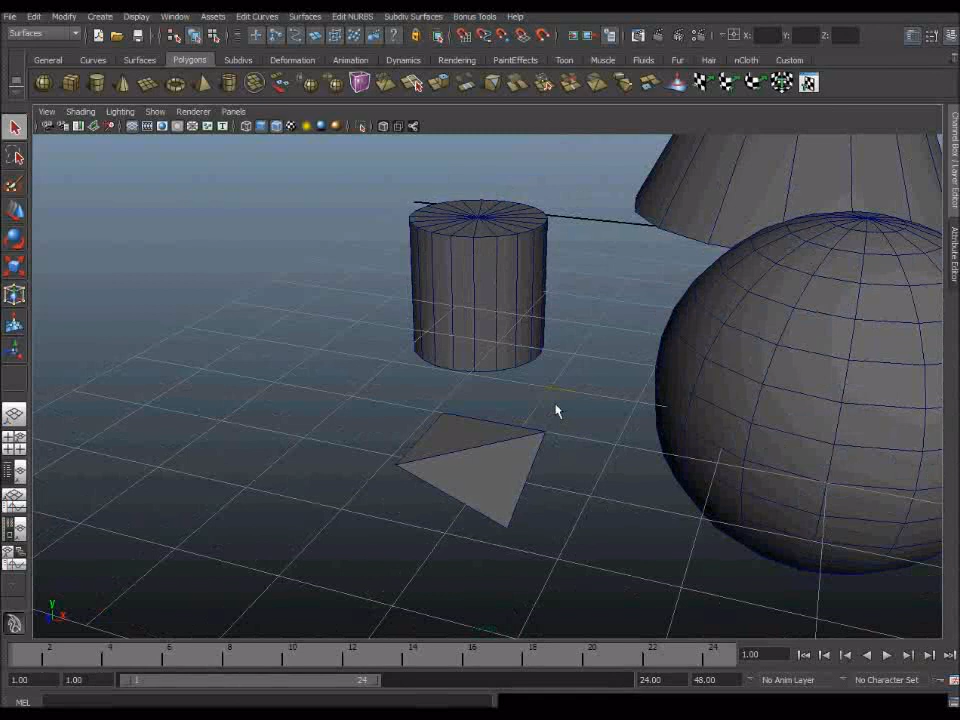 File Edit Modify Create Display Window Assets Edit Curves Surfaces Edit NURBS Subdiv Surfaces Bonus Tools Help
Surfaces X: Y: Z:
General Curves Surfaces Polygons Subdivs Deformation Animation Dynamics Rendering PaintEffects Toon Muscle Fluids Fur Hair nCloth Custom
View Shading Lighting Show Renderer Panels
Channel Box / Layer Editor
Attribute Editor
y
x
2 4 6 8 10 12 14 16 18 20 22 24 1.00
1.00 1.00 1 24 24.00 48.00 No Anim Layer No Character Set
MEL